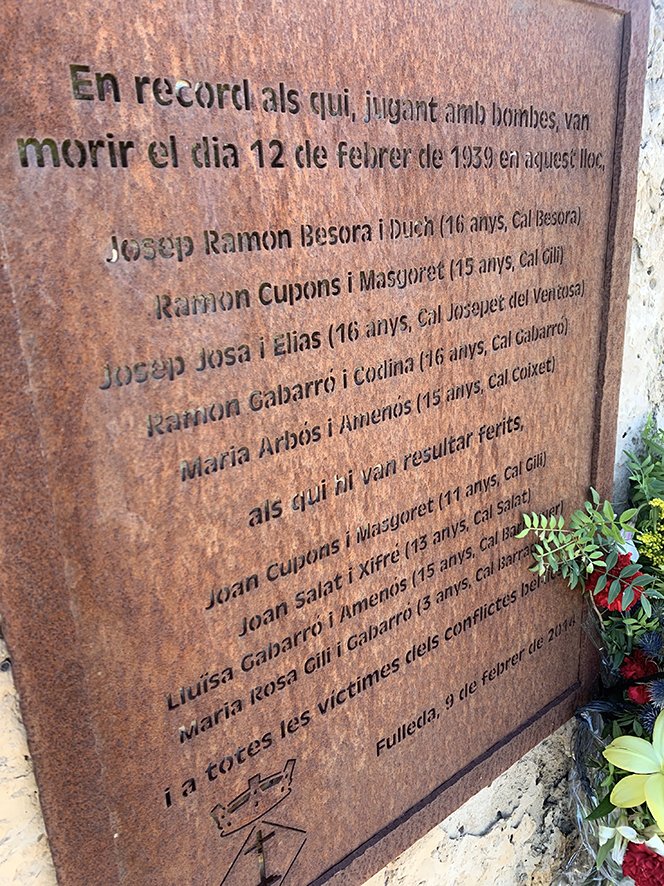 En record als qui, jugant amb bombes, van
morir el dia 12 de febrer de 1939 en aquest lloc,
Josep Ramon Besora i Duch (16 anys, Cal Besora)
Ramon Cupons i Masgoret (15 anys, Cal Gili)
Josep Josa i Elias (16 anys, Cal Josepet del Ventosa)
Ramon Gabarró i Codina (16 anys, Cal Gabarró)
Maria Arbós i Amenós (15 anys, Cal Coixet)
als qui hi van resultar ferits,
Joan Cupons i Masgoret (11 anys, Cal Gili)
Joan Salat i Xifré (13 anys, Cal Salat)
Lluïsa Gabarró i Amenós (15 anys, Cal
Maria Rosa Gili i Gabarró (3 anys, Cal
i a totes les víctimes dels conflictes
Fulleda, 9 de febrer de 2014